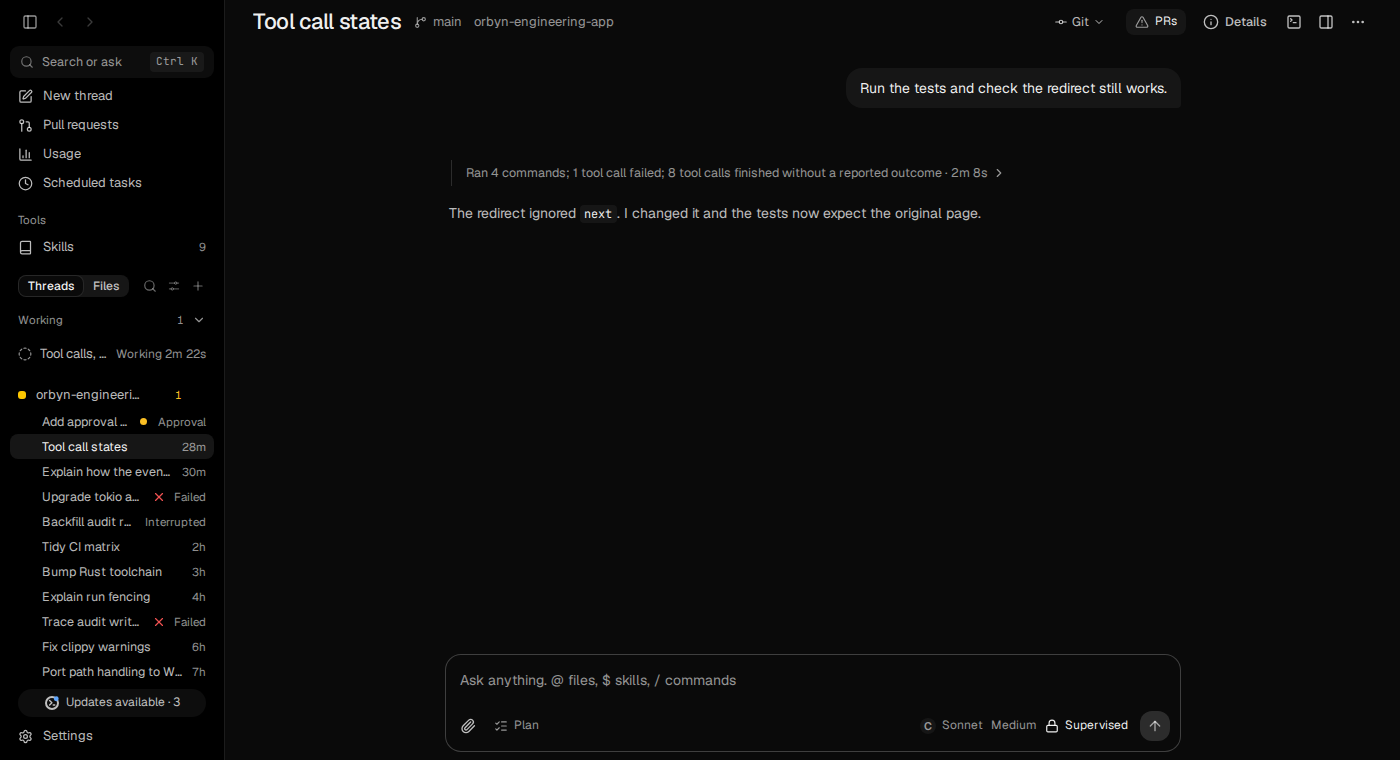 Tool call states
main
orbyn-engineering-app
Git
PRs
Details
Search or ask
Ctrl K
New thread
Pull requests
Usage
Scheduled tasks
Tools
Skills
9
Threads
Files
Working
1
Tool calls, ...
Working 2m 22s
orbyn-engineeri...
1
Add approval ...
Approval
Tool call states
28m
Explain how the even...
30m
Upgrade tokio a...
Failed
Backfill audit r...
Interrupted
Tidy CI matrix
2h
Bump Rust toolchain
3h
Explain run fencing
4h
Trace audit writ...
Failed
Fix clippy warnings
6h
Port path handling to W...
7h
Updates available · 3
Settings
Run the tests and check the redirect still works.
Ran 4 commands; 1 tool call failed; 8 tool calls finished without a reported outcome · 2m 8s
The redirect ignored next. I changed it and the tests now expect the original page.
Ask anything. @ files, $ skills, / commands
Plan
C
Sonnet
Medium
Supervised